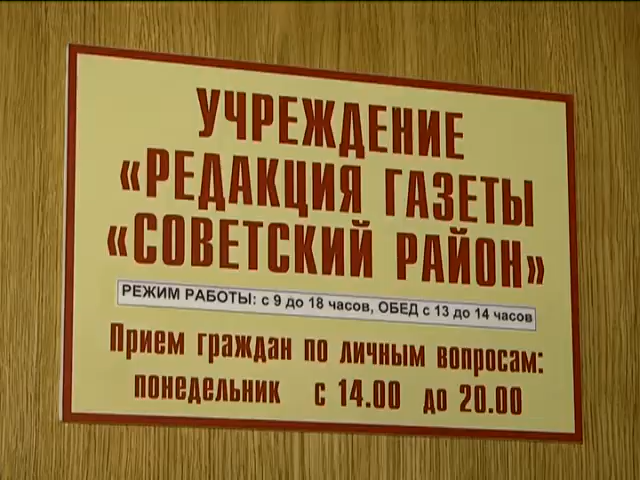 УЧРЕЖДЕНИЕ
«РЕДАКЦИЯ ГАЗЕТЫ
«СОВЕТСКИЙ РАЙОН»
РЕЖИМ РАБОТЫ: с 9 до 18 часов, ОБЕД с 13 до 14 часов
Прием граждан по личным вопросам:
понедельник с 14.00 до 20.00